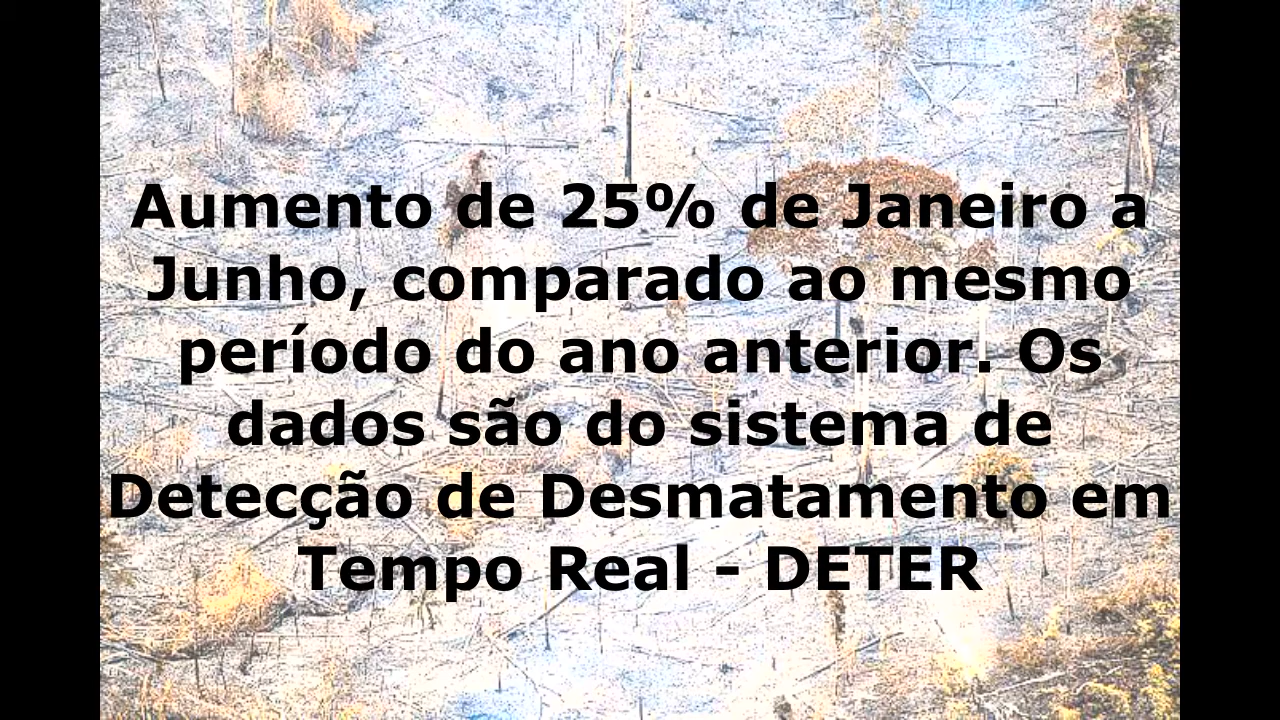 Aumento de 25% de Janeiro a
Junho, comparado ao mesmo
período do ano anterior. Os
dados são do sistema de
Detecção de Desmatamento em
Tempo Real - DETER